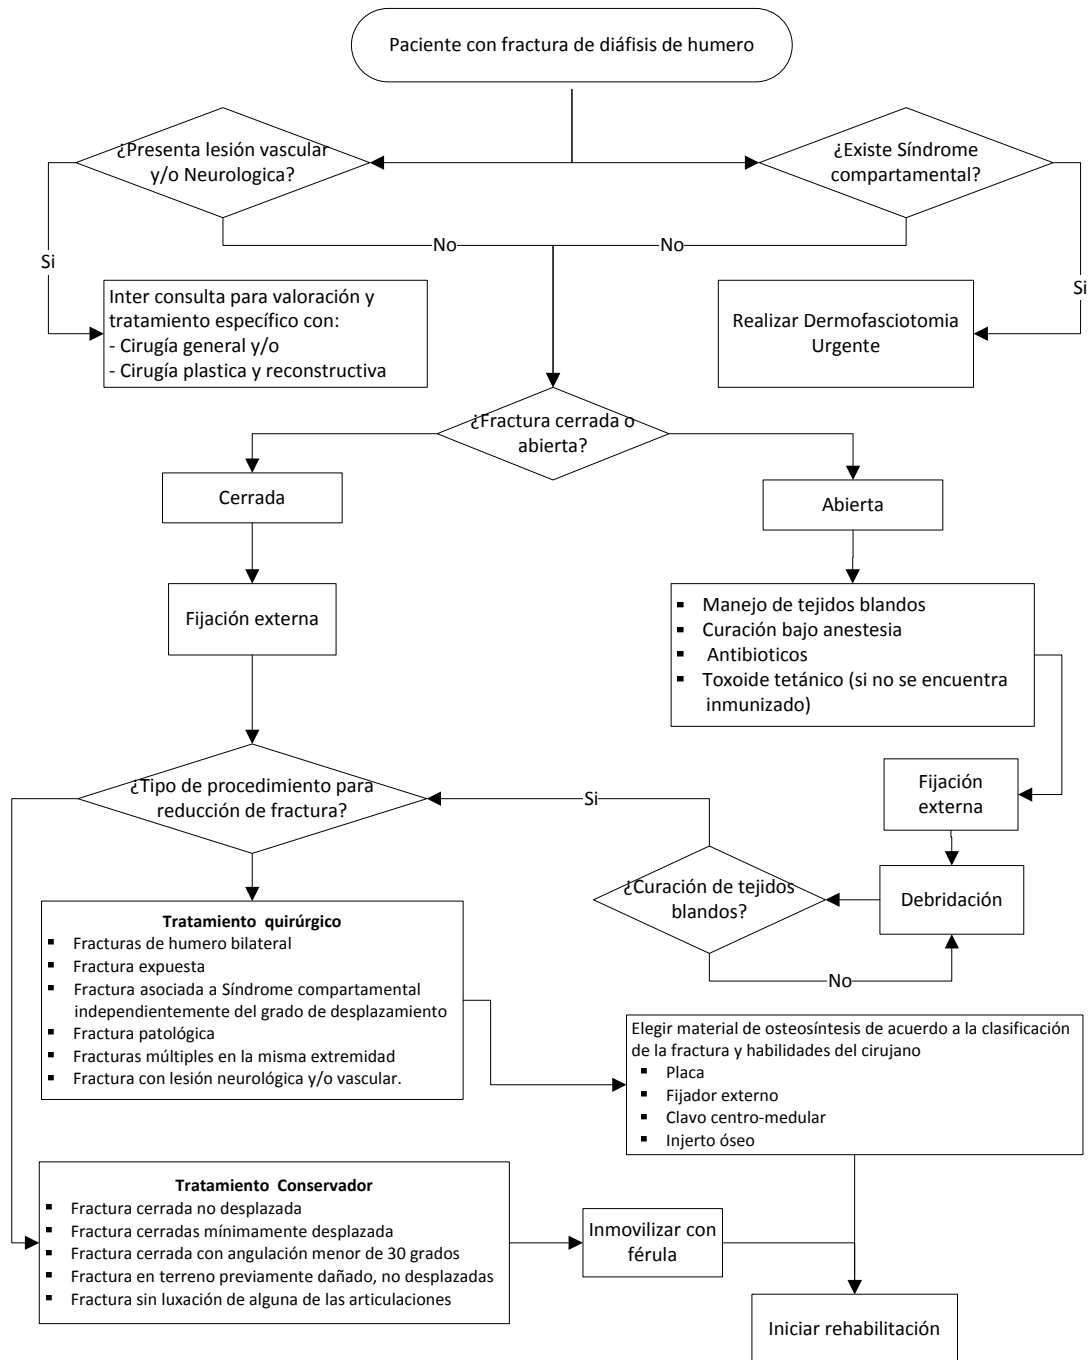 Paciente con fractura de diáfisis de humero
¿Presenta lesión vascular
y/o Neurologica?
¿Existe Síndrome
compartamental?
No
No
Si
Si
Inter consulta para valoración y
tratamiento específico con:
- Cirugía general y/o
- Cirugía plastica y reconstructiva
Realizar Dermofasciotomia
Urgente
¿Fractura cerrada o
abierta?
Cerrada
Abierta
Fijación externa
▪ Manejo de tejidos blandos
▪ Curación bajo anestesia
▪ Antibioticos
▪ Toxoide tetánico (si no se encuentra
inmunizado)
¿Tipo de procedimiento para
reducción de fractura?
Si
Fijación
externa
¿Curación de tejidos
blandos?
Debridación
No
Tratamiento quirúrgico
▪ Fracturas de humero bilateral
▪ Fractura expuesta
▪ Fractura asociada a Síndrome compartamental
independientemente del grado de desplazamiento
▪ Fractura patológica
▪ Fracturas múltiples en la misma extremidad
▪ Fractura con lesión neurológica y/o vascular.
Elegir material de osteosíntesis de acuerdo a la clasificación
de la fractura y habilidades del cirujano
▪ Placa
▪ Fijador externo
▪ Clavo centro-medular
▪ Injerto óseo
Tratamiento Conservador
▪ Fractura cerrada no desplazada
▪ Fractura cerradas mínimamente desplazada
▪ Fractura cerrada con angulación menor de 30 grados
▪ Fractura en terreno previamente dañado, no desplazadas
▪ Fractura sin luxación de alguna de las articulaciones
Inmovilizar con
férula
Iniciar rehabilitación